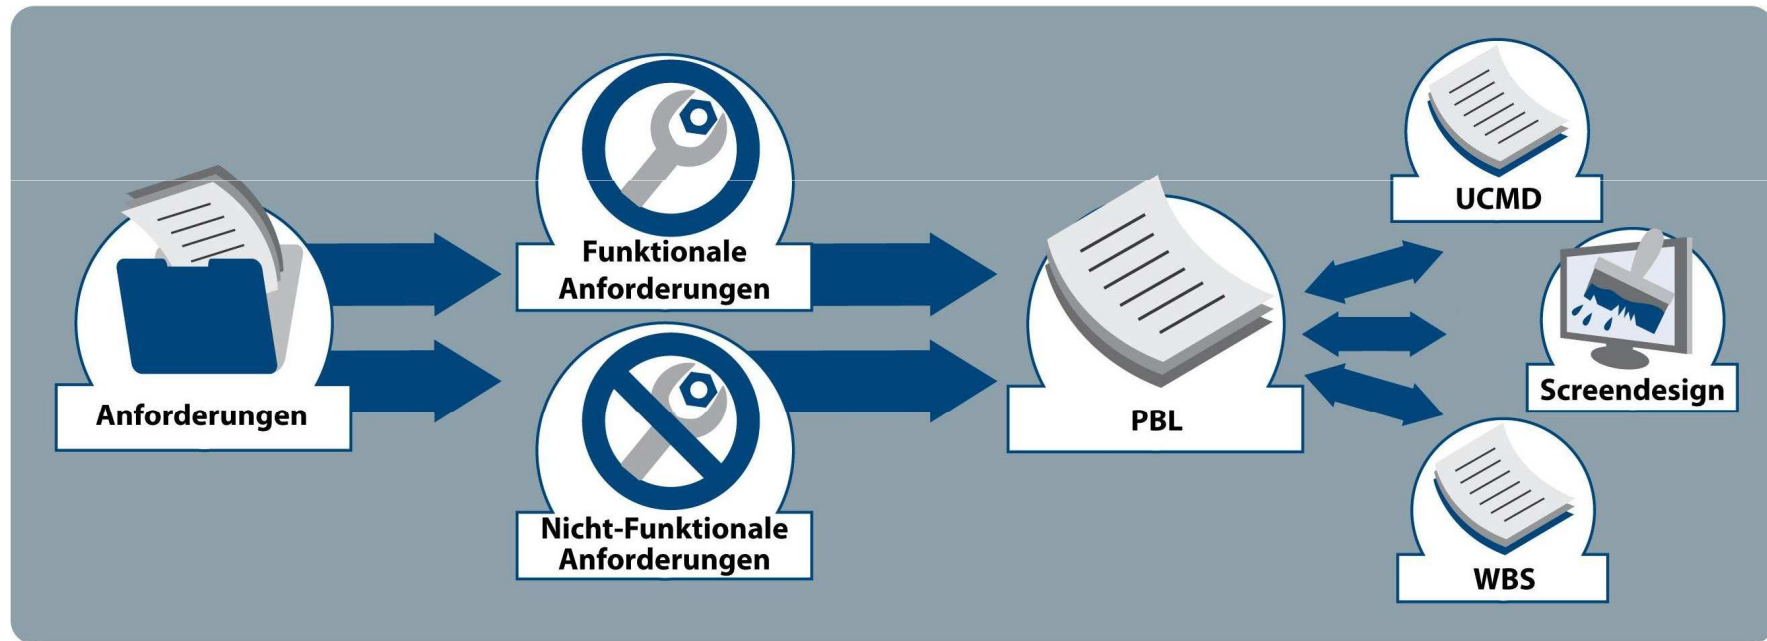 Anforderungen
Funktionale
Anforderungen
Nicht-Funktionale
Anforderungen
PBL
UCMD
Screendesign
WBS